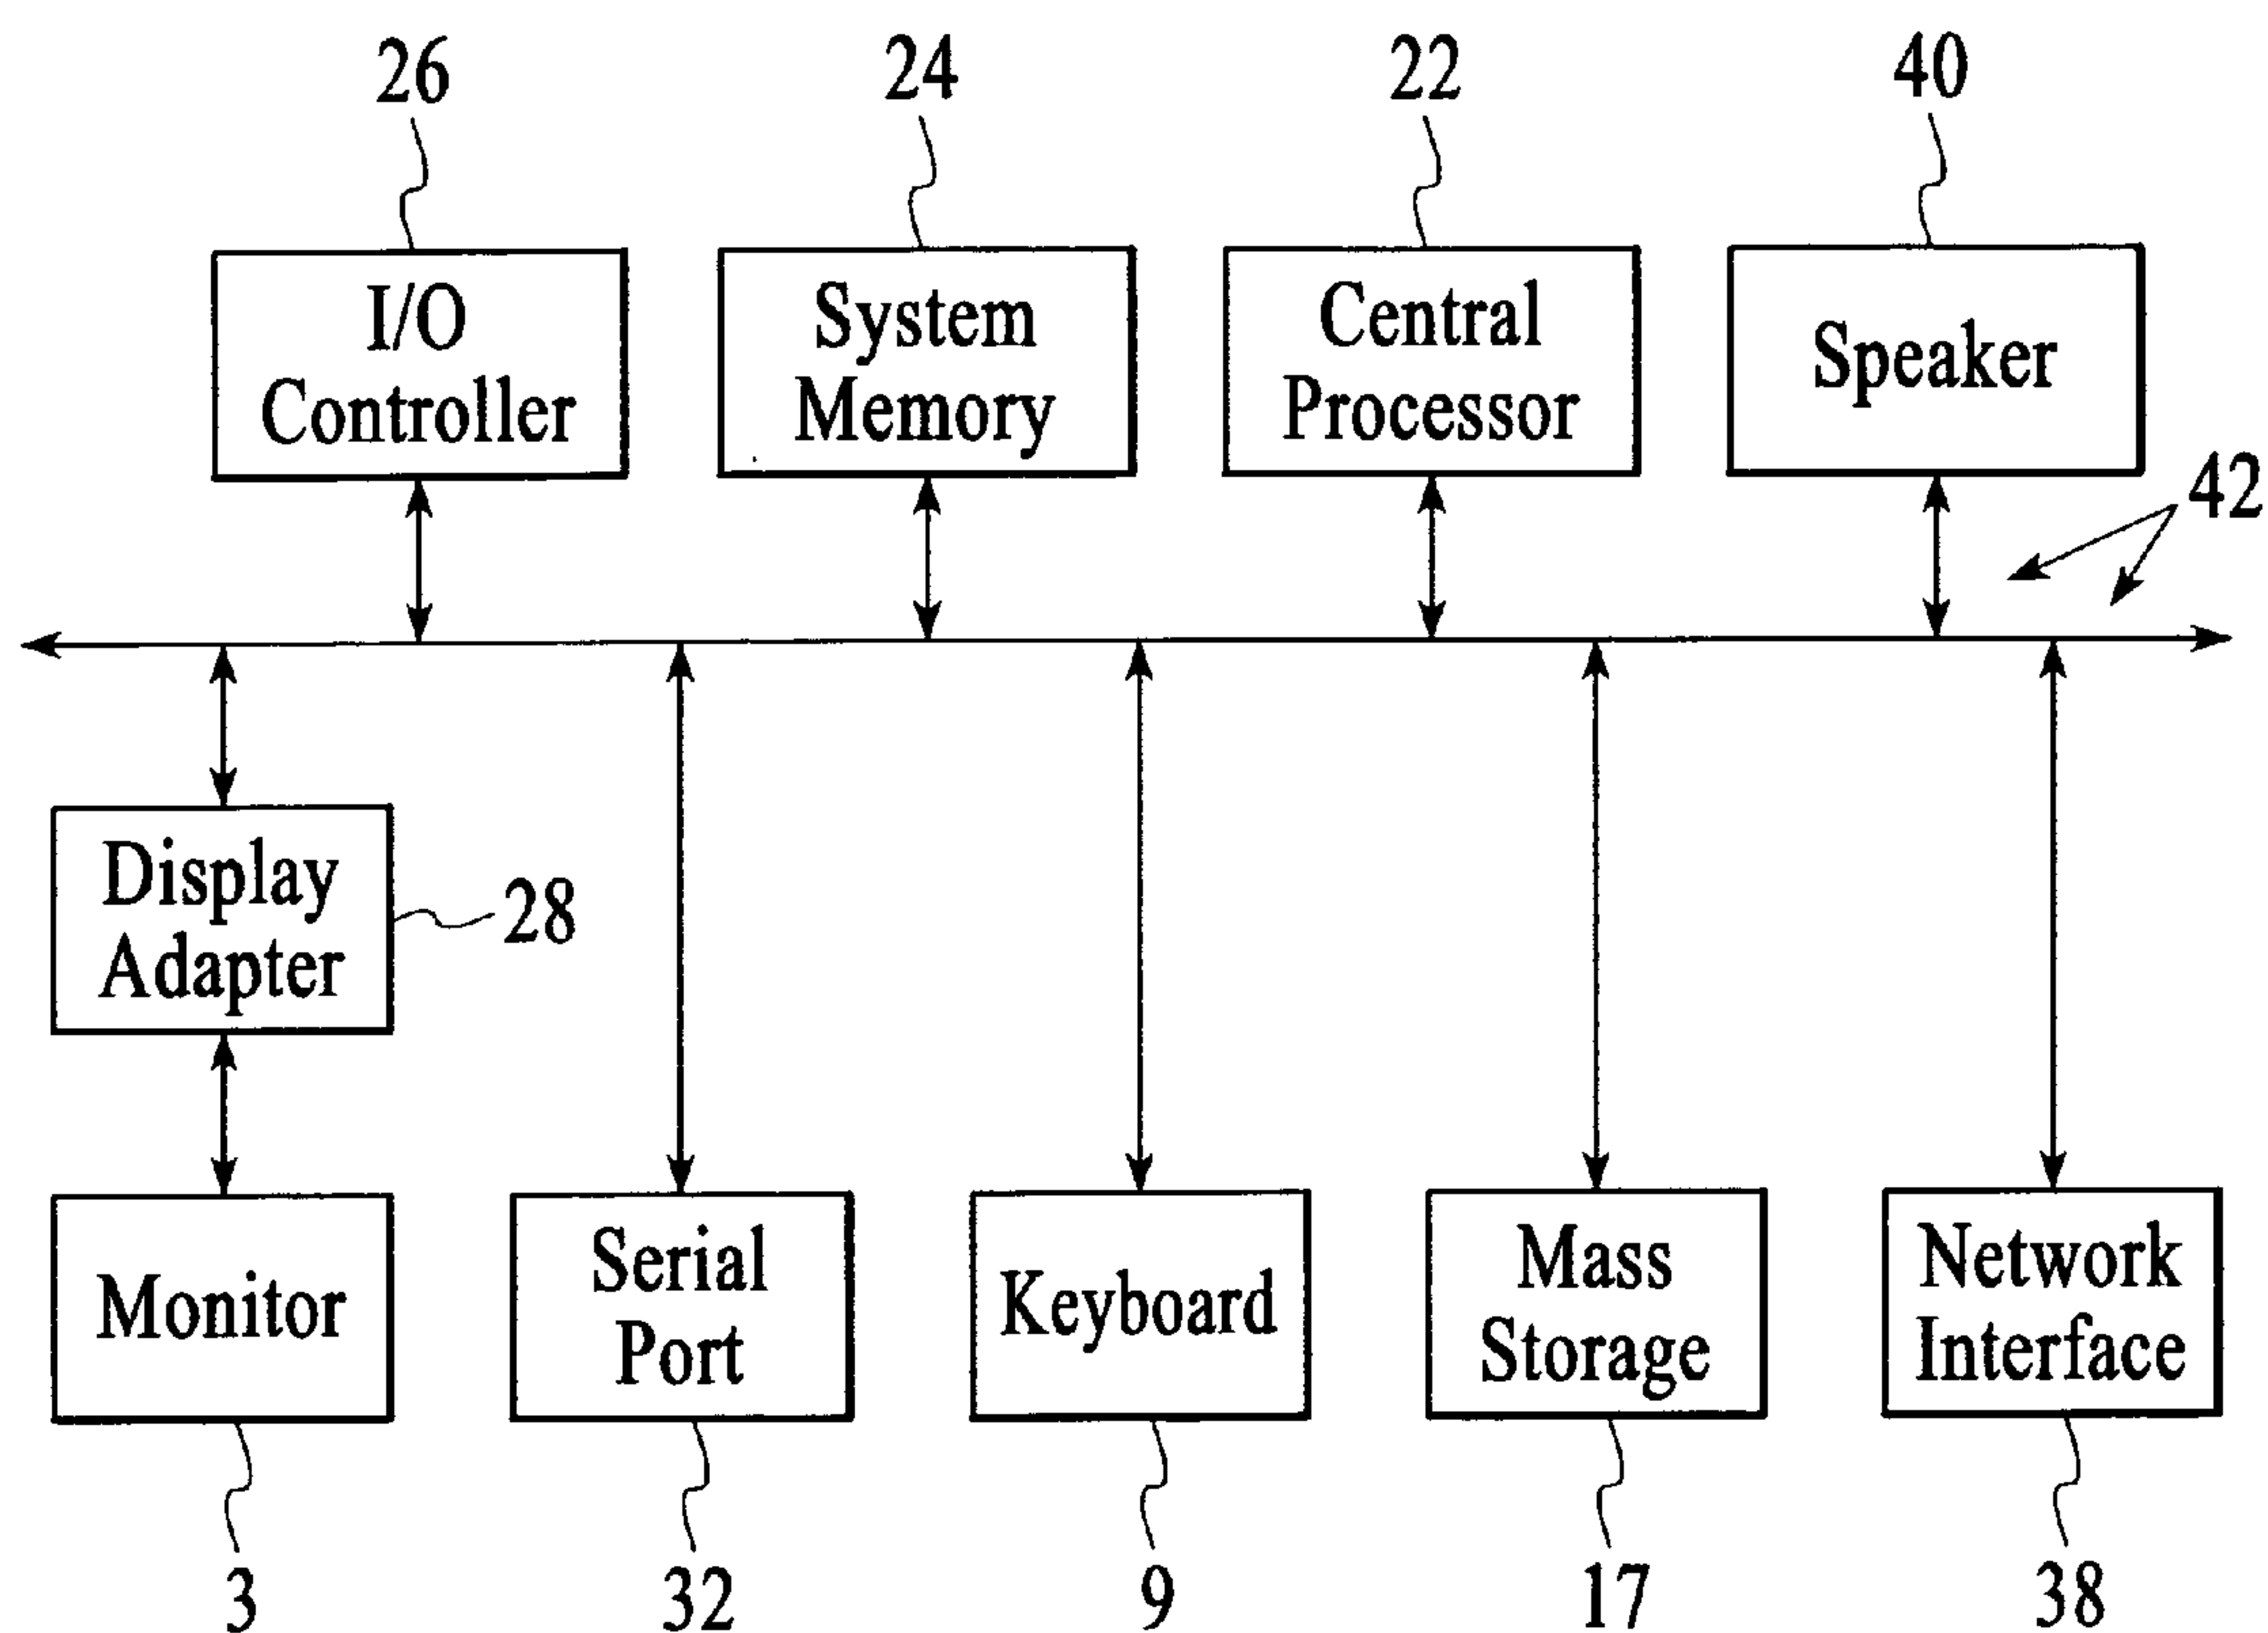 26
24
22
40
I/O
Controller
System
Memory
Central
Processor
Speaker
42
Display
Adapter
28
Monitor
Serial
Port
Keyboard
Mass
Storage
Network
Interface
3
32
9
17
38